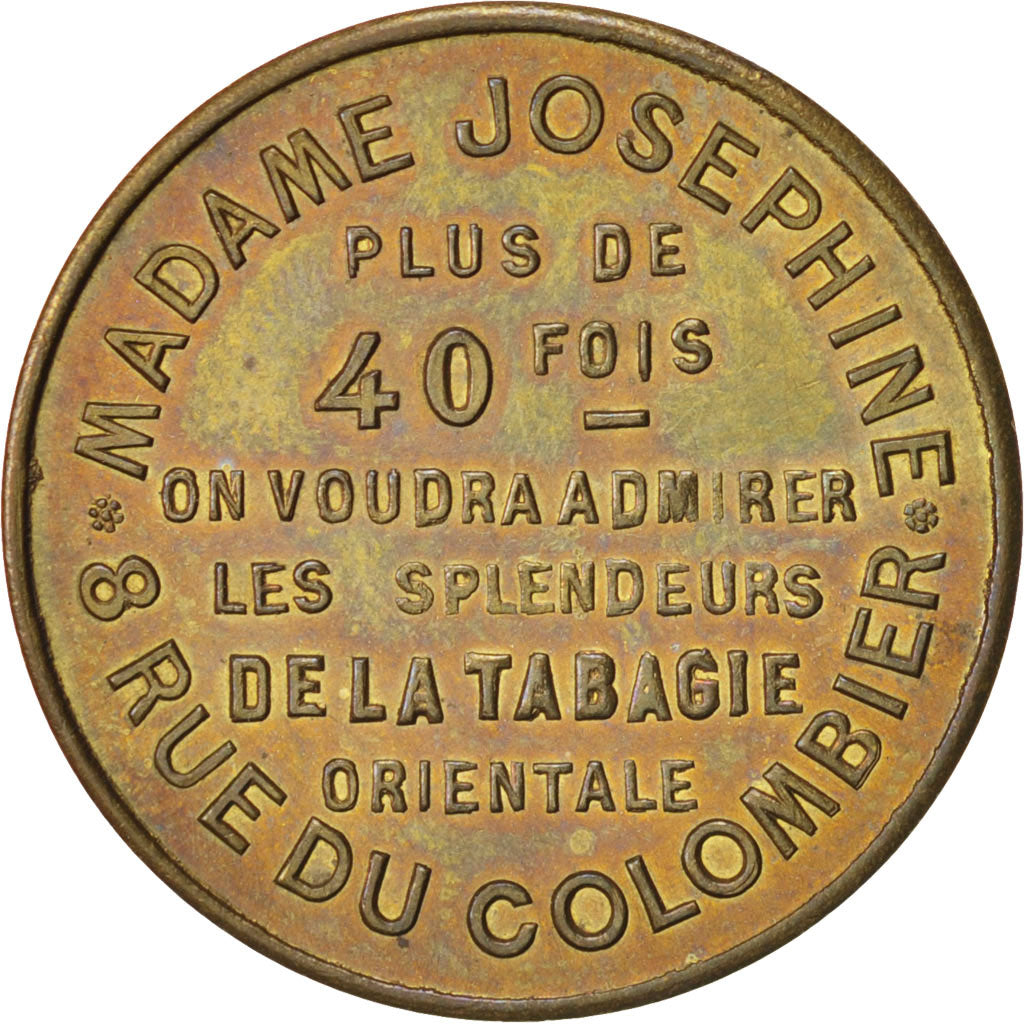 MADAME JOSEPHINE
PLUS DE
40 FOIS
ON VOUDRA ADMIRER
LES SPLENDEURS
DE LA TABAGIE
ORIENTALE
8 RUE DU COLOMBIER